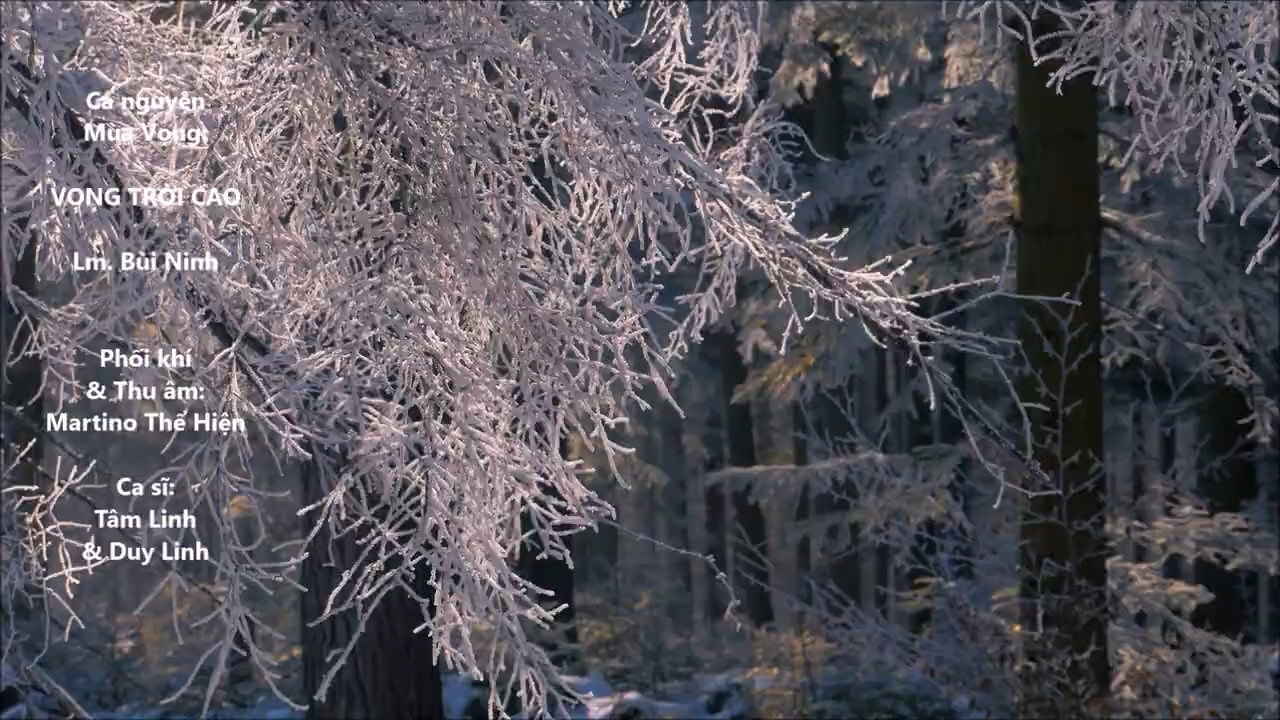 Ca nguyện
Mùa Vọng:
VỌNG TRỜI CAO
Lm. Bùi Ninh
Phối khí
& Thu âm:
Martino Thế Hiện
Ca sĩ:
Tâm Linh
& Duy Linh